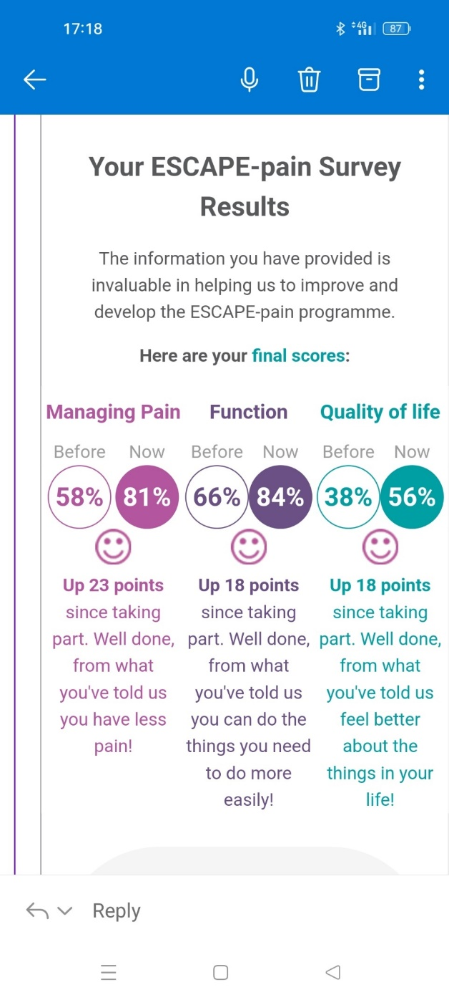 17:18
4G
87
Your ESCAPE-pain Survey
Results
The information you have provided is
invaluable in helping us to improve and
develop the ESCAPE-pain programme.
Here are your final scores:
Managing Pain
Before Now
58% 81%
Up 23 points
since taking
part. Well done,
from what
you've told us
you have less
pain!
Function
Before Now
66% 84%
Up 18 points
since taking
part. Well done,
from what
you've told us
you can do the
things you need
to do more
easily!
Quality of life
Before Now
38% 56%
Up 18 points
since taking
part. Well done,
from what
you've told us
feel better
about the
things in your
life!
Reply